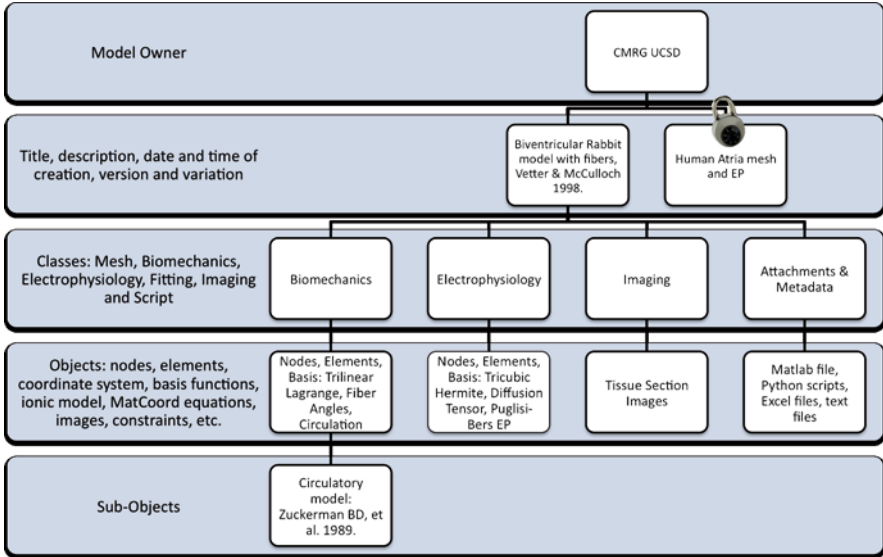 Model Owner
CMRG UCSD
Title, description, date and time of
creation, version and variation
Biventricular Rabbit
model with fibers,
Vetter & McCulloch
1998.
Human Atria mesh
and EP
Classes: Mesh, Biomechanics,
Electrophysiology, Fitting, Imaging
and Script
Biomechanics
Electrophysiology
Imaging
Attachments &
Metadata
Objects: nodes, elements,
coordinate system, basis functions,
ionic model, MatCoord equations,
images, constraints, etc.
Nodes, Elements,
Basis: Trilinear
Lagrange, Fiber
Angles,
Circulation
Nodes, Elements,
Basis: Tricubic
Hermite, Diffusion
Tensor, Puglisi-
Bers EP
Tissue Section
Images
Matlab file,
Python scripts,
Excel files, text
files
Sub-Objects
Circulatory
model:
Zuckerman BD, et
al. 1989.